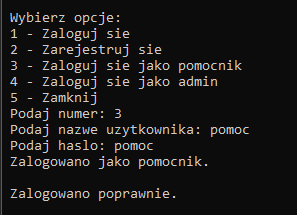 Wybierz opcje:
1 - Zaloguj sie
2 - Zarejestruj sie
3 - Zaloguj sie jako pomocnik
4 - Zaloguj sie jako admin
5 - Zamknij
Podaj numer: 3
Podaj nazwe uzytkownika: pomoc
Podaj haslo: pomoc
Zalogowano jako pomocnik.

Zalogowano poprawnie.